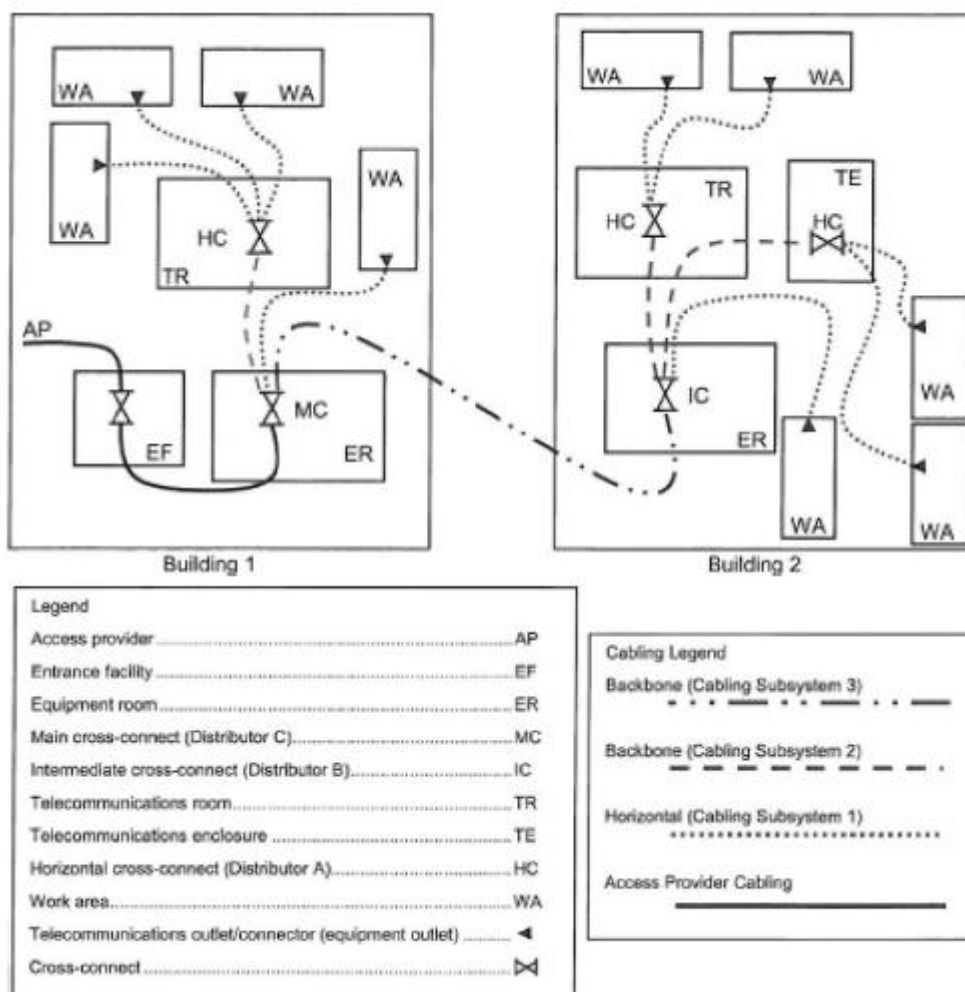 WA
WA
WA
WA
HC
TR
AP
MC
EF
ER
Building 1
WA
WA
TR
TE
HC
HC
IC
WA
ER
WA
WA
Building 2
Legend
Access provider ........ AP
Entrance facility ........ EF
Equipment room ........ ER
Main cross-connect (Distributor C) ........ MC
Intermediate cross-connect (Distributor B) ........ IC
Telecommunications room ........ TR
Telecommunications enclosure ........ TE
Horizontal cross-connect (Distributor A) ........ HC
Work area ........ WA
Telecommunications outlet/connector (equipment outlet) ........ ◄
Cross-connect ........ ⋈
Cabling Legend
Backbone (Cabling Subsystem 3)
Backbone (Cabling Subsystem 2)
Horizontal (Cabling Subsystem 1)
Access Provider Cabling